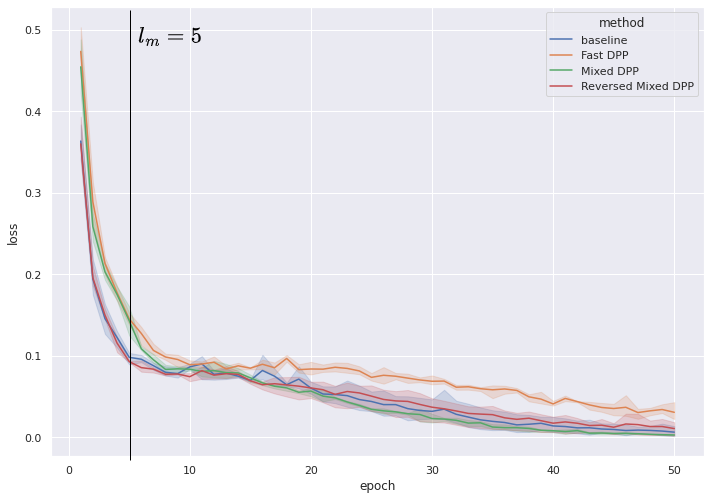 l_m = 5
method
baseline
Fast DPP
Mixed DPP
Reversed Mixed DPP
loss
0.5
0.4
0.3
0.2
0.1
0.0
0 10 20 30 40 50
epoch